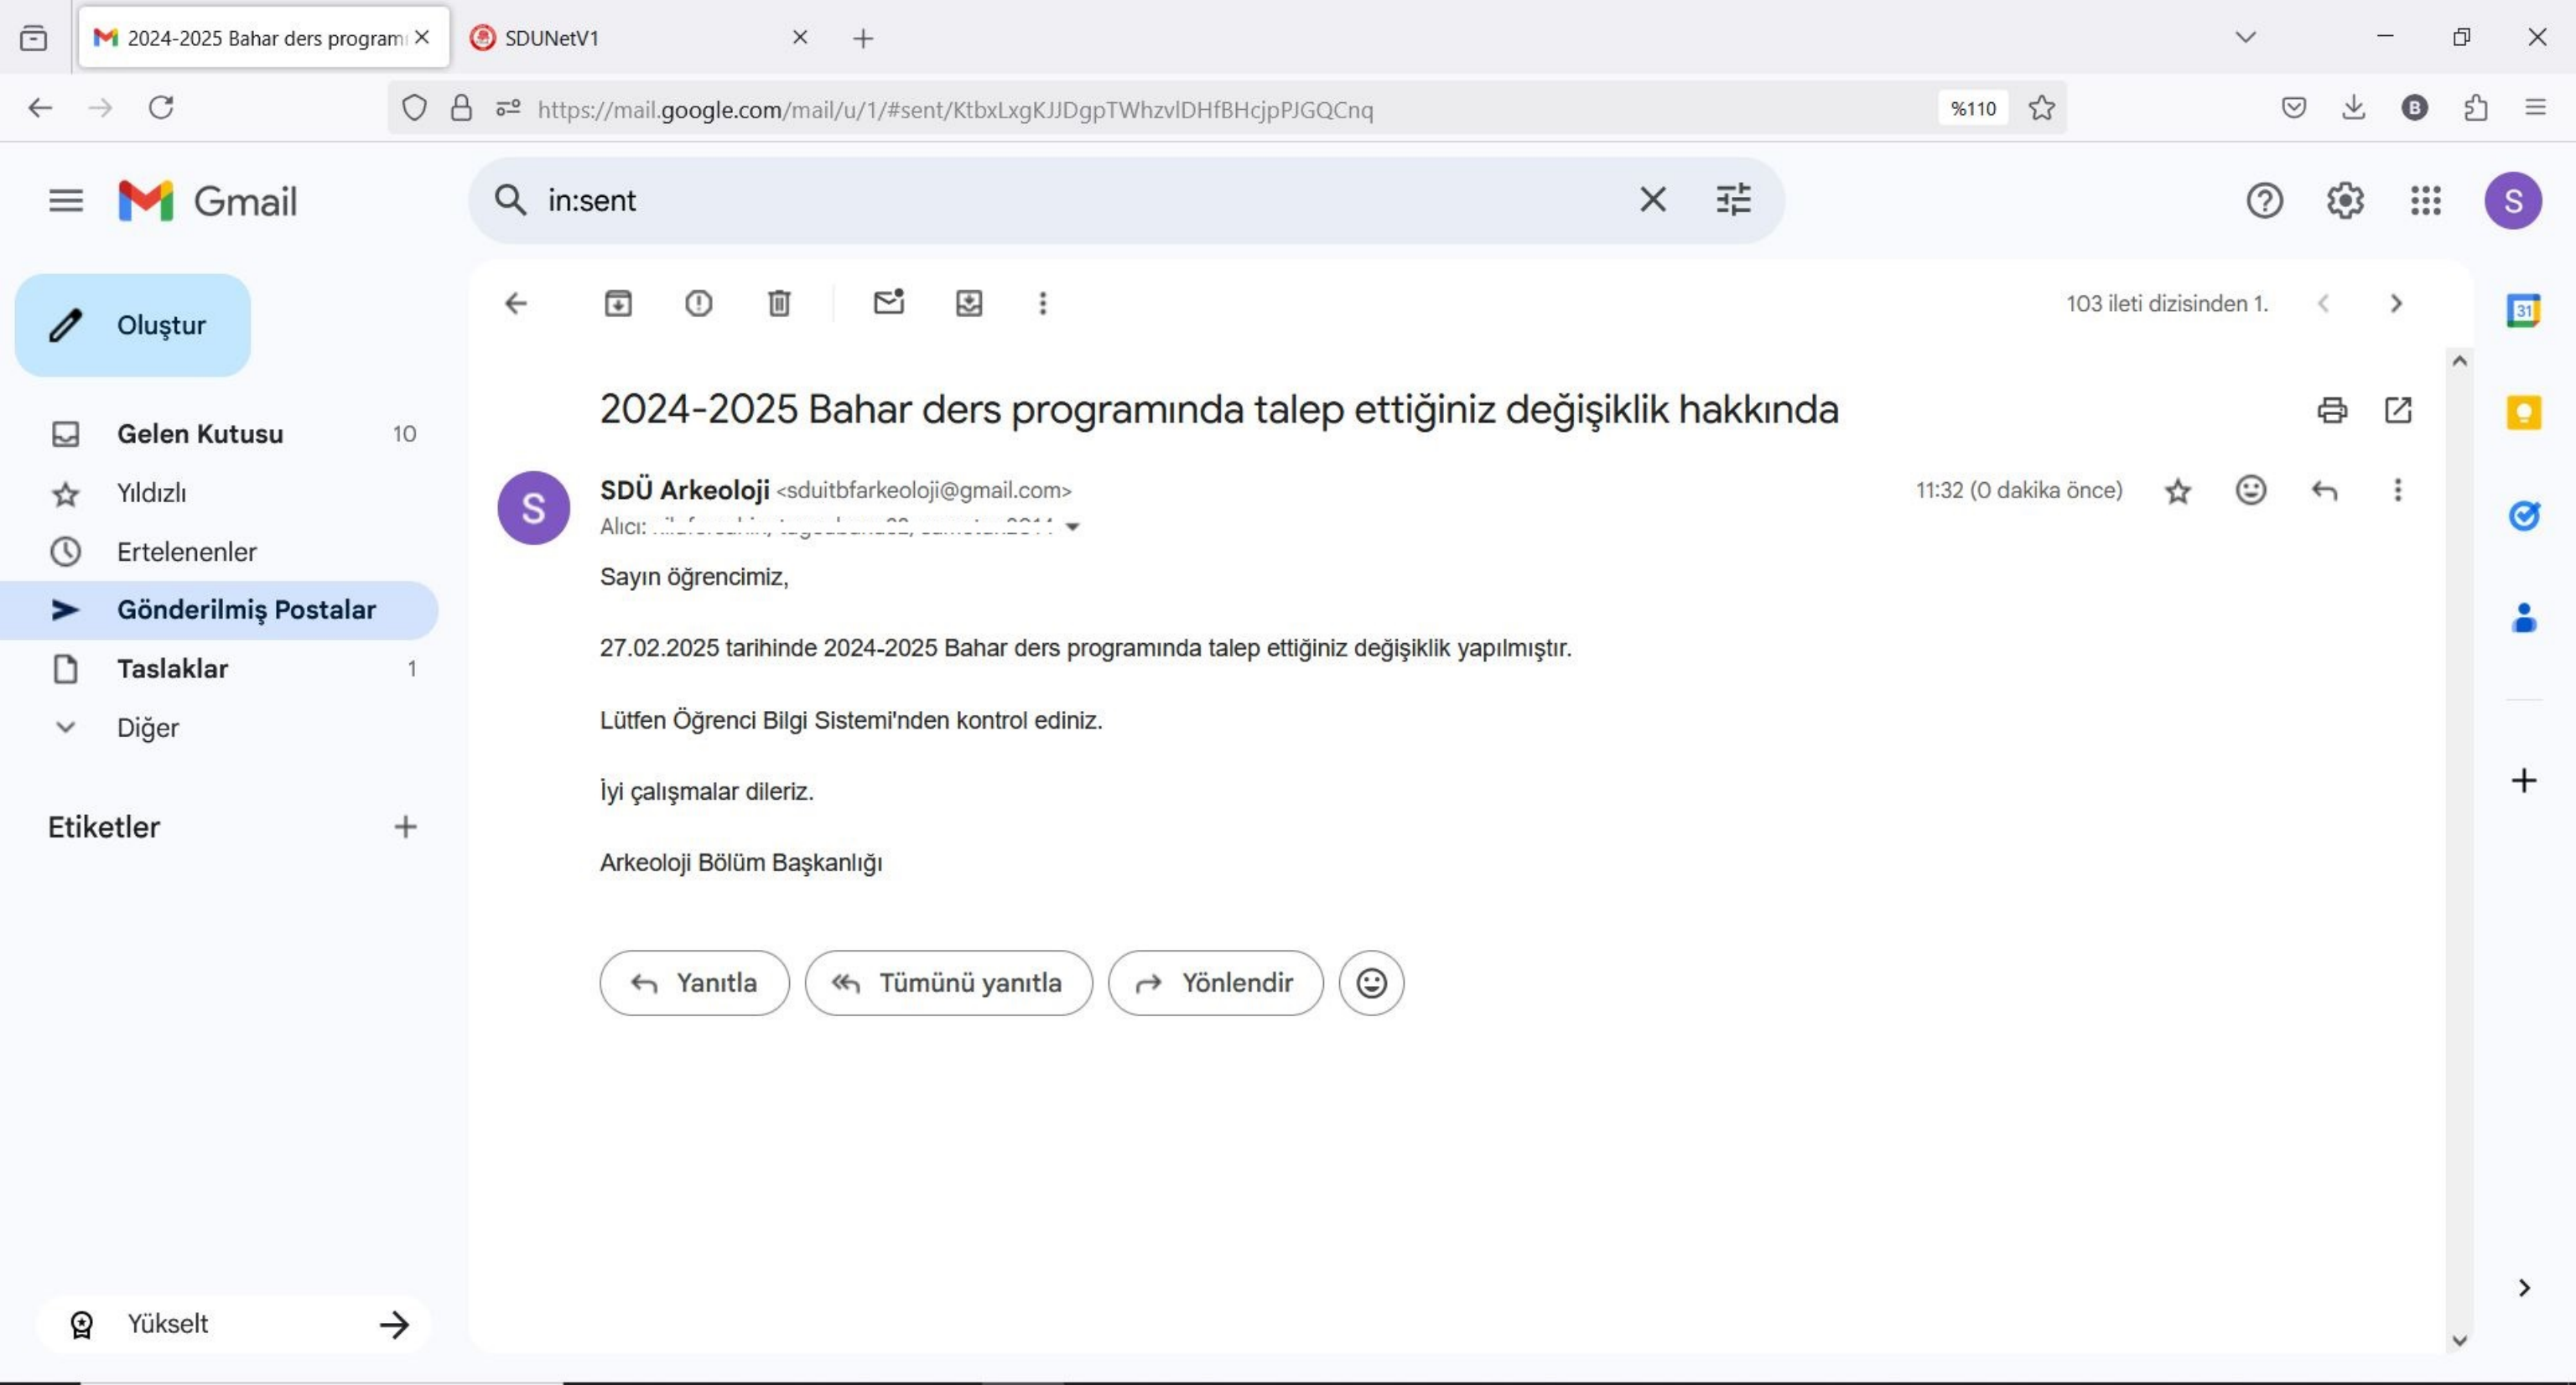 2024-2025 Bahar ders programı
SDUNetV1
https://mail.google.com/mail/u/1/#sent/KtbxLxgKJJDgpTWhzvlDHfBHcjpPJGQCnq
%110
B
Gmail
in:sent
S
Oluştur
103 ileti dizisinden 1.
31
Gelen Kutusu 10
Yıldızlı
Ertelenenler
Gönderilmiş Postalar
Taslaklar 1
Diğer
Etiketler
2024-2025 Bahar ders programında talep ettiğiniz değişiklik hakkında
S
SDÜ Arkeoloji <sduitbfarkeoloji@gmail.com>
11:32 (0 dakika önce)
Alıcı:
Sayın öğrencimiz,
27.02.2025 tarihinde 2024-2025 Bahar ders programında talep ettiğiniz değişiklik yapılmıştır.
Lütfen Öğrenci Bilgi Sistemi'nden kontrol ediniz.
İyi çalışmalar dileriz.
Arkeoloji Bölüm Başkanlığı
Yanıtla
Tümünü yanıtla
Yönlendir
Yükselt